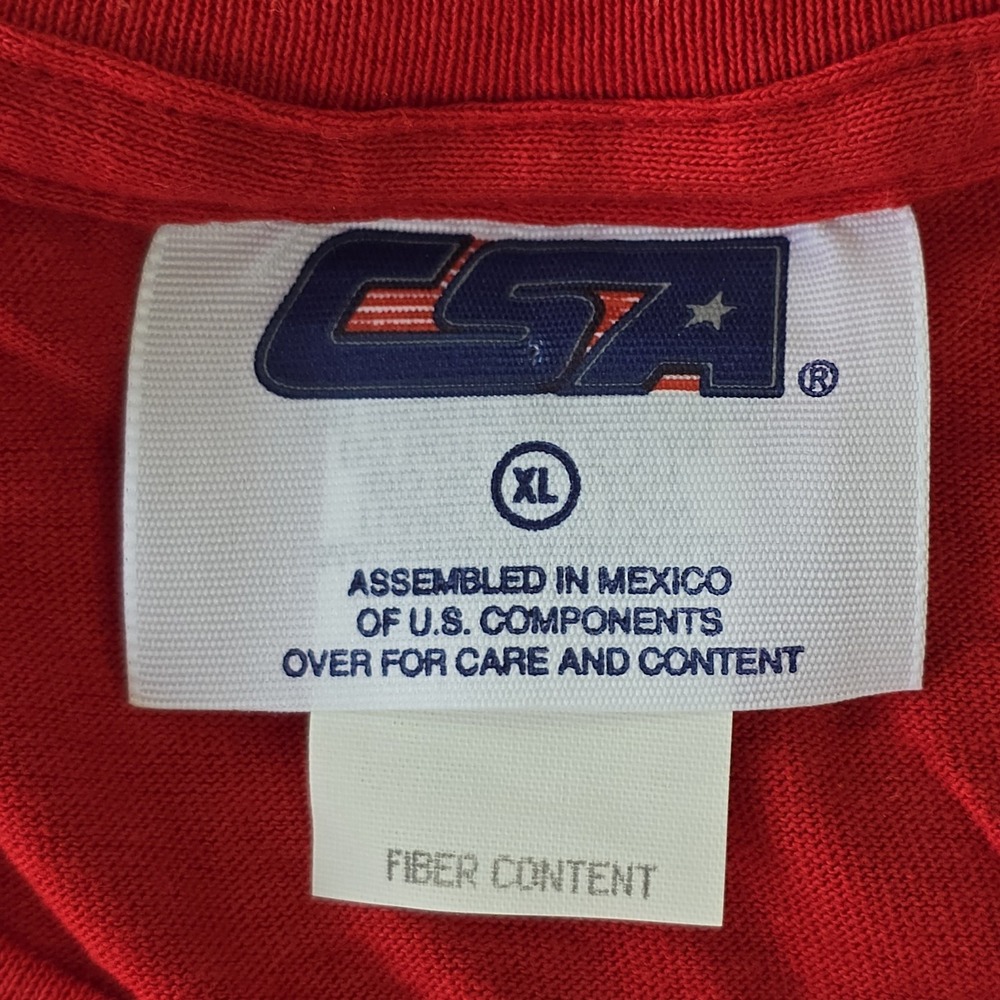 CSA ®
XL
ASSEMBLED IN MEXICO
OF U.S. COMPONENTS
OVER FOR CARE AND CONTENT
FIBER CONTENT